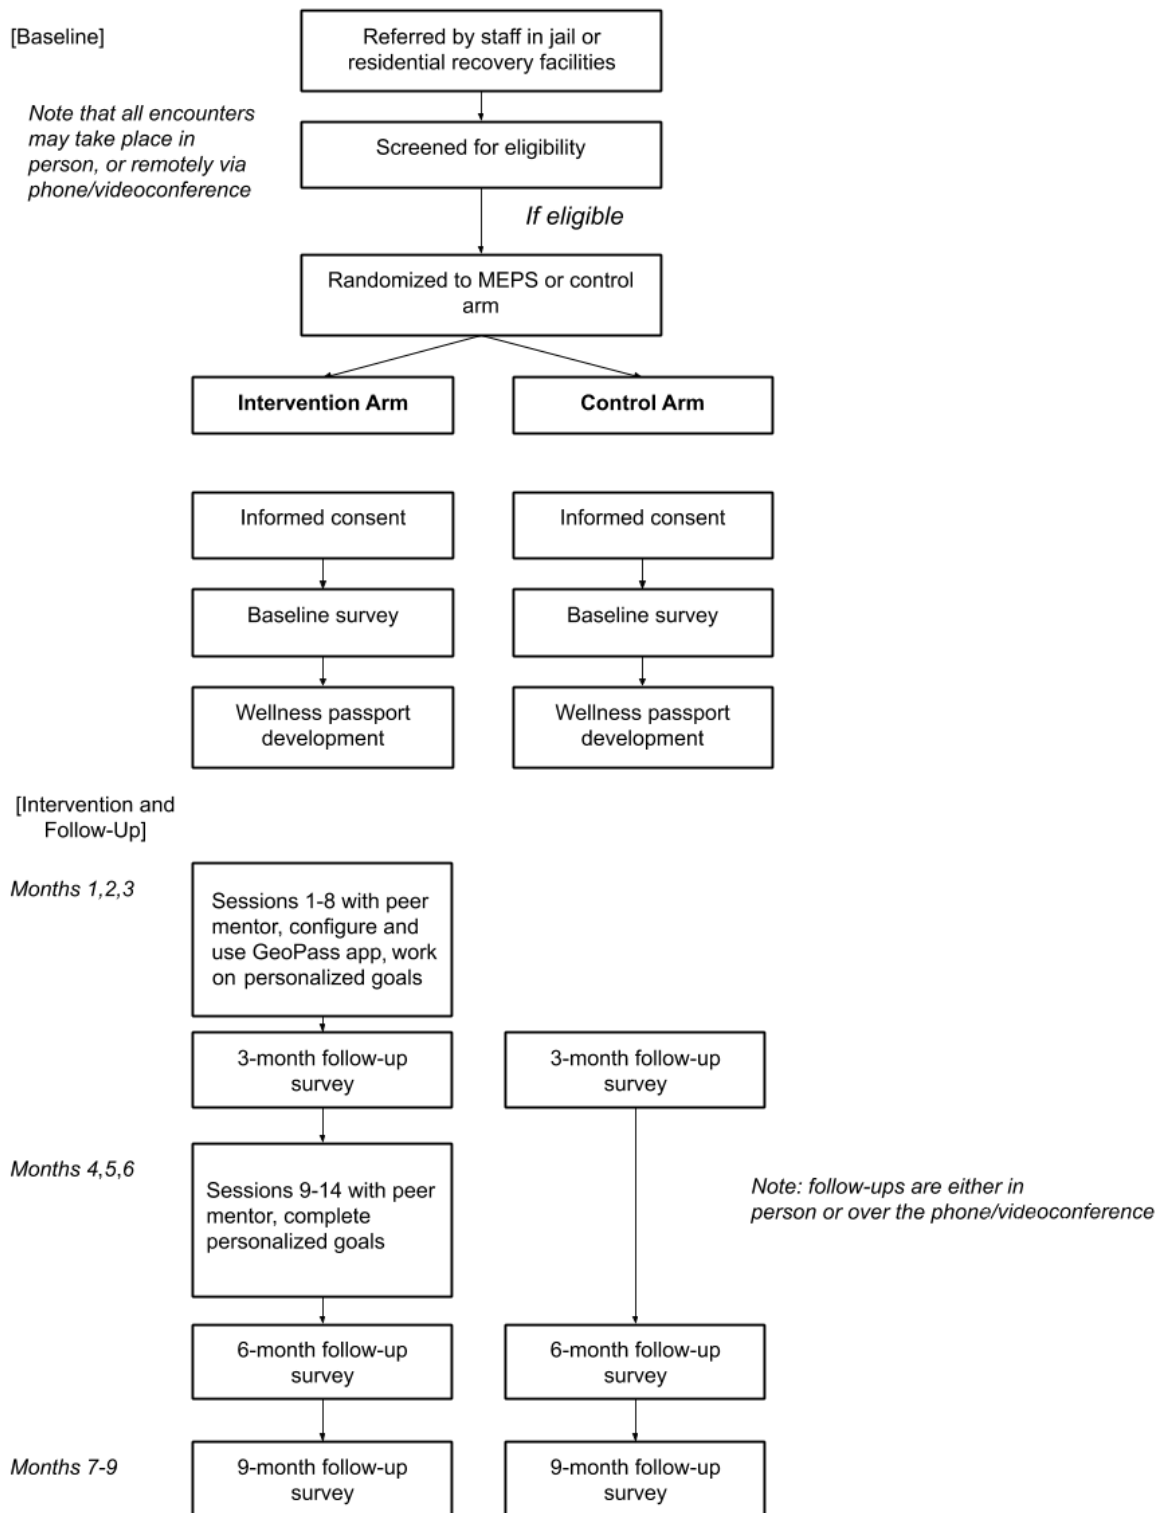 [Baseline]
Referred by staff in jail or
residential recovery facilities
Note that all encounters
may take place in
person, or remotely via
phone/videoconference
Screened for eligibility
If eligible
Randomized to MEPS or control
arm
Intervention Arm
Control Arm
Informed consent
Informed consent
Baseline survey
Baseline survey
Wellness passport
development
Wellness passport
development
[Intervention and
Follow-Up]
Months 1,2,3
Sessions 1-8 with peer
mentor, configure and
use GeoPass app, work
on personalized goals
3-month follow-up
survey
3-month follow-up
survey
Months 4,5,6
Sessions 9-14 with peer
mentor, complete
personalized goals
Note: follow-ups are either in
person or over the phone/videoconference
6-month follow-up
survey
6-month follow-up
survey
Months 7-9
9-month follow-up
survey
9-month follow-up
survey